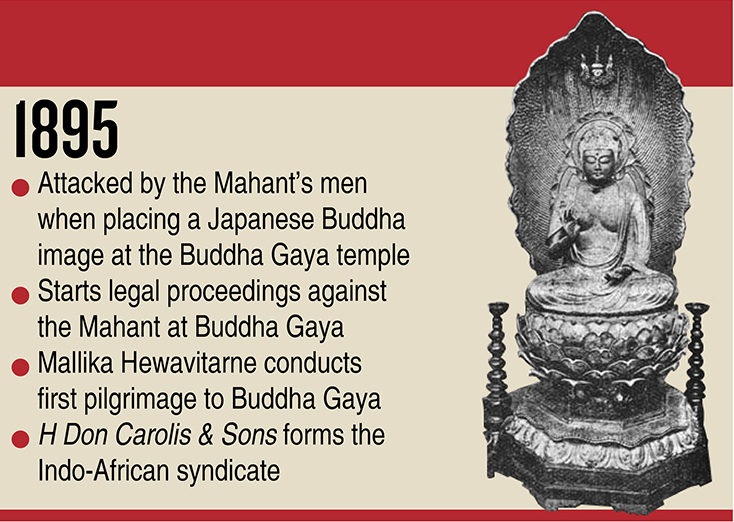 1895
Attacked by the Mahant's men
when placing a Japanese Buddha
image at the Buddha Gaya temple
Starts legal proceedings against
the Mahant at Buddha Gaya
Mallika Hewavitarne conducts
first pilgrimage to Buddha Gaya
H Don Carolis & Sons forms the
Indo-African syndicate